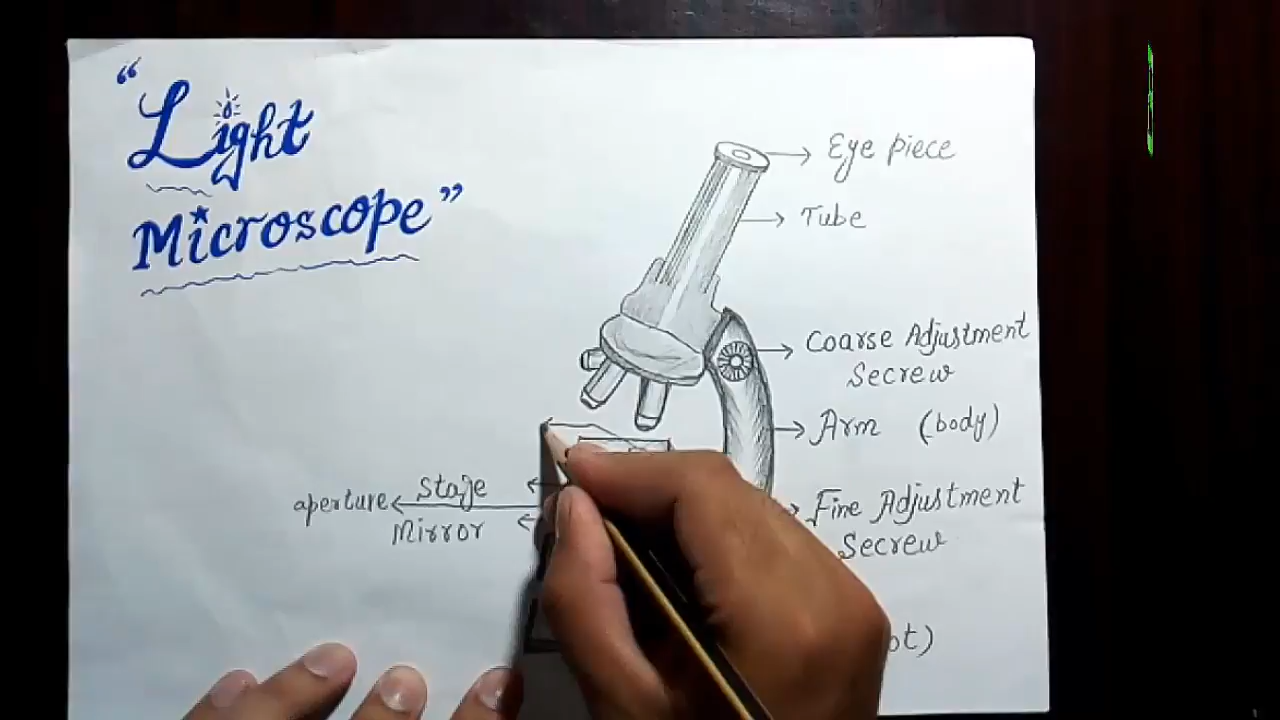 "Light
Microscope"
Eye piece
Tube
Coarse Adjustment
Secrew
Arm (body)
Stage
aperture
Mirror
Fine Adjustment
Secrew